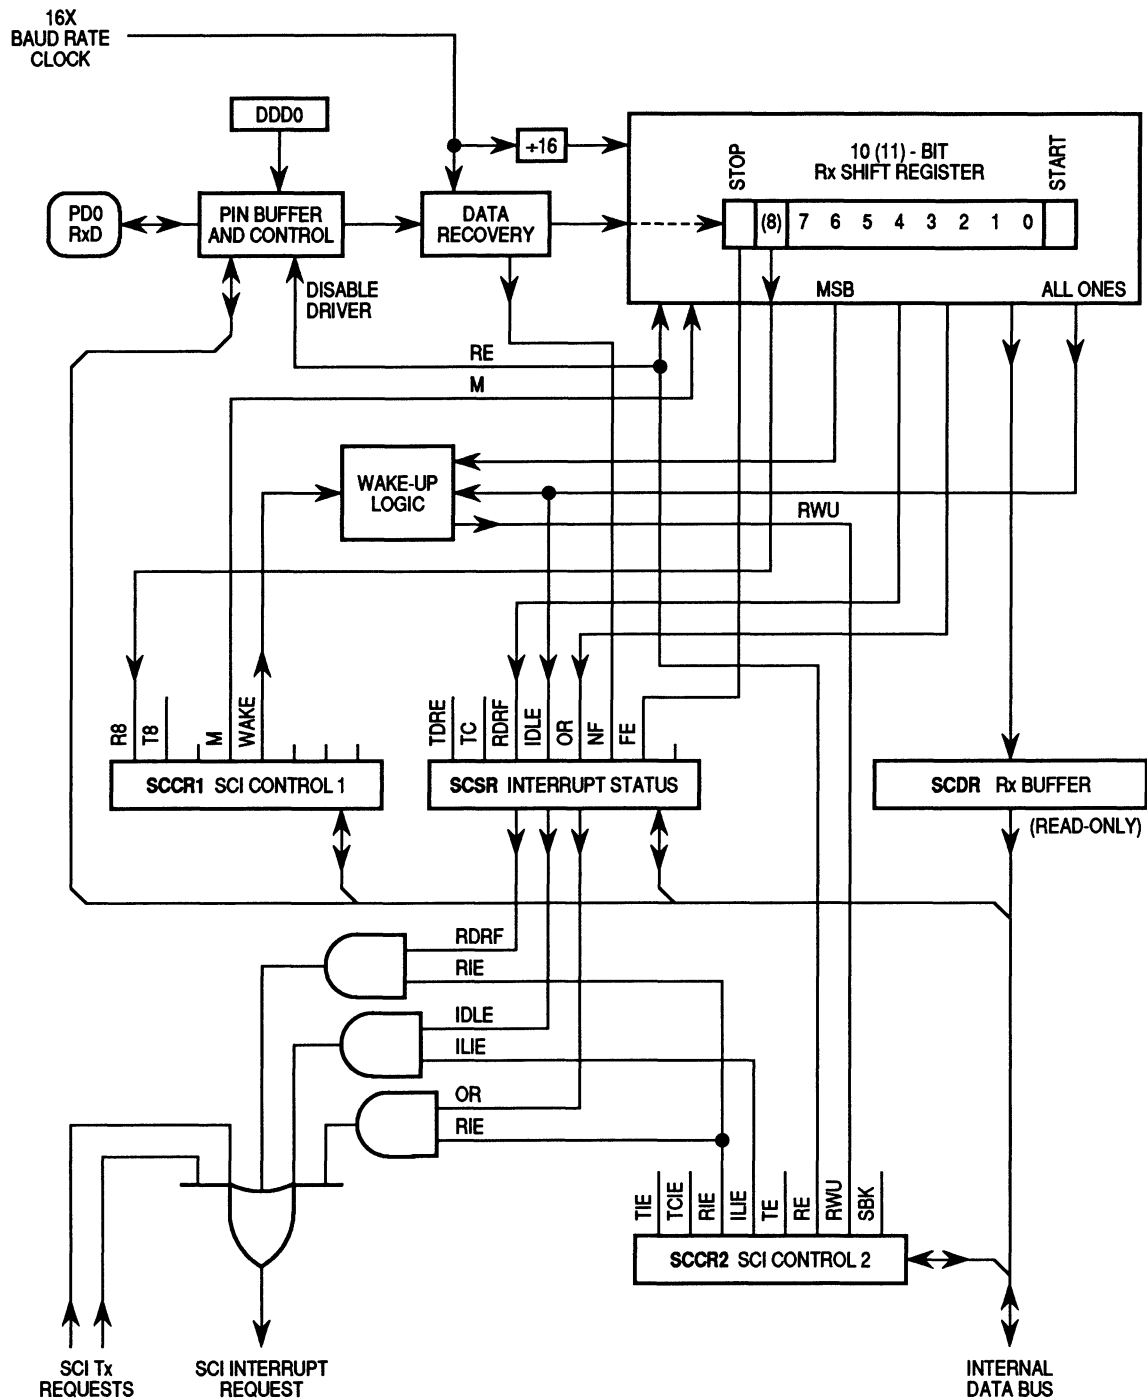 16X
BAUD RATE
CLOCK
DDD0
÷16
10 (11) - BIT
Rx SHIFT REGISTER
STOP
START
PD0
RxD
PIN BUFFER
AND CONTROL
DATA
RECOVERY
(8) 7 6 5 4 3 2 1 0
DISABLE
DRIVER
MSB
ALL ONES
RE
M
WAKE-UP
LOGIC
RWU
R8
T8
M
WAKE
TDRE
TC
RDRF
IDLE
OR
NF
FE
SCCR1 SCI CONTROL 1
SCSR INTERRUPT STATUS
SCDR Rx BUFFER
(READ-ONLY)
RDRF
RIE
IDLE
ILIE
OR
RIE
TIE
TCIE
RIE
ILIE
TE
RE
RWU
SBK
SCCR2 SCI CONTROL 2
SCI Tx
REQUESTS
SCI INTERRUPT
REQUEST
INTERNAL
DATA BUS